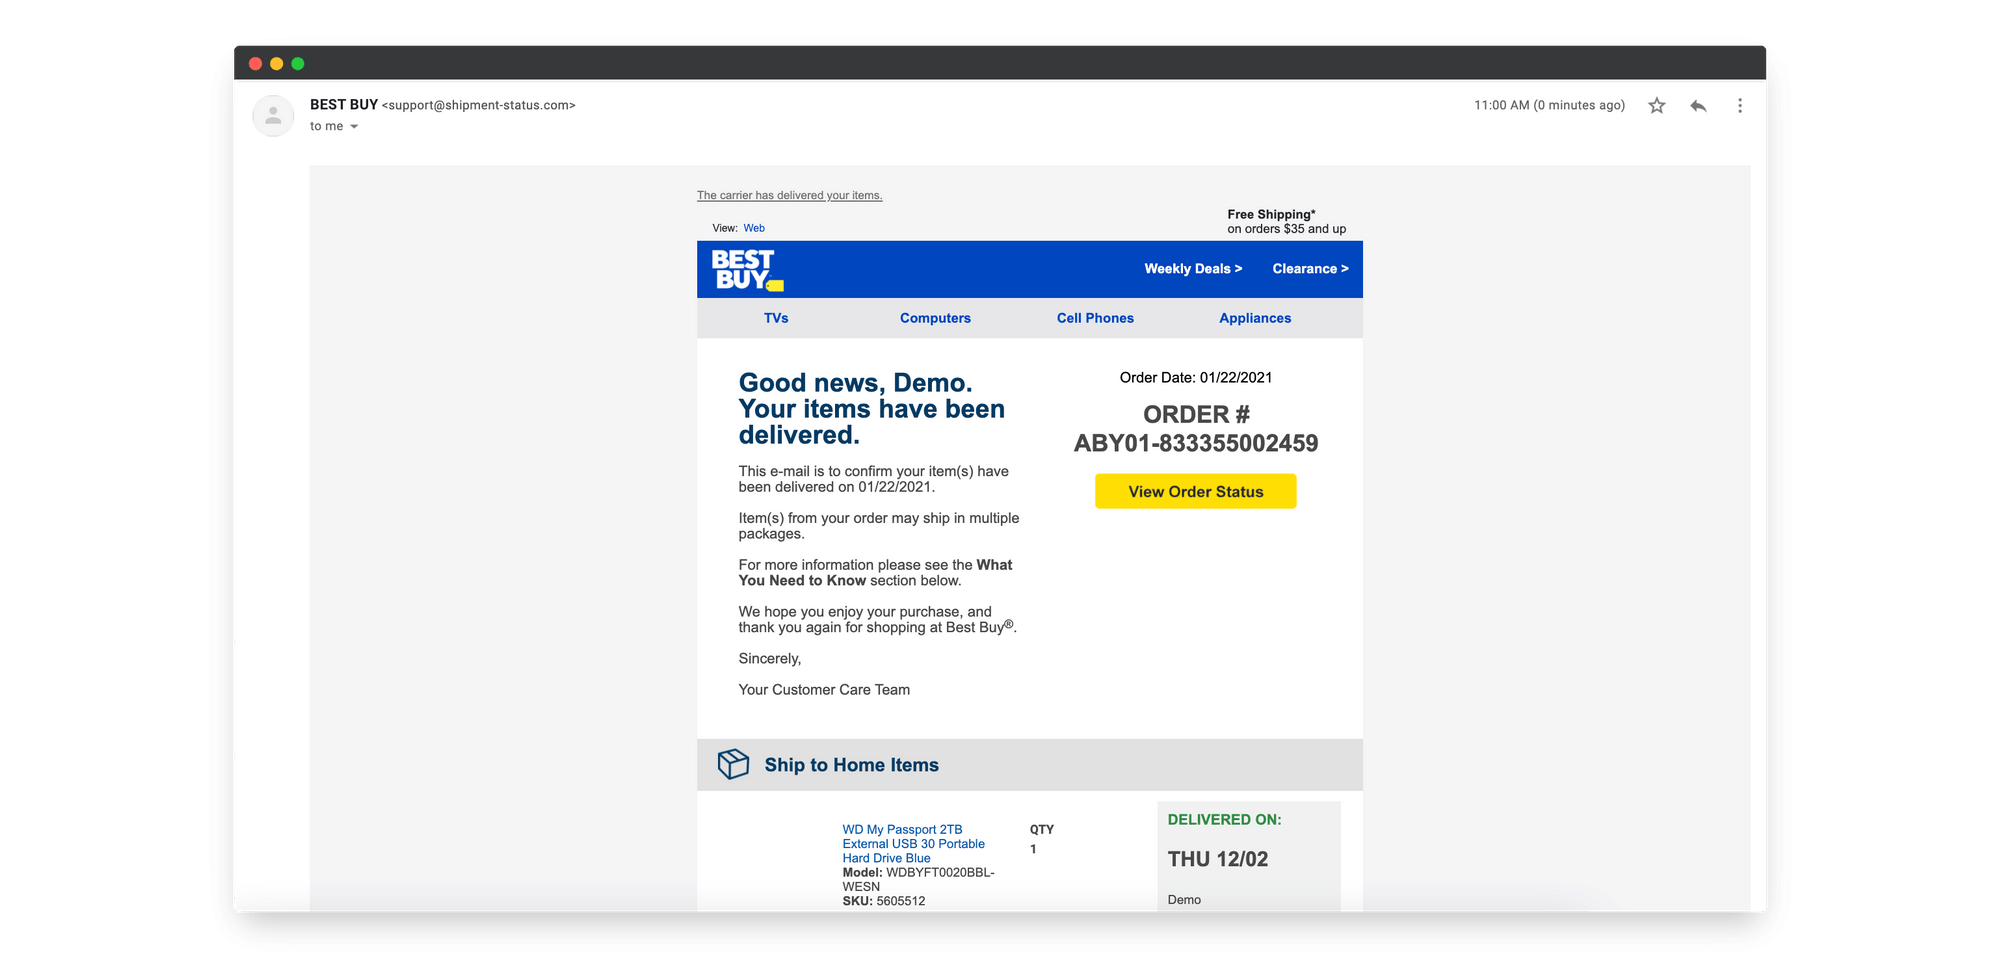 BEST BUY <support@shipment-status.com>
11:00 AM (0 minutes ago)
to me
The carrier has delivered your items.
Free Shipping*
on orders $35 and up
View: Web
BEST
BUY
Weekly Deals >
Clearance >
TVs
Computers
Cell Phones
Appliances
Good news, Demo.
Your items have been
delivered.
This e-mail is to confirm your item(s) have
been delivered on 01/22/2021.
Item(s) from your order may ship in multiple
packages.
For more information please see the What
You Need to Know section below.
We hope you enjoy your purchase, and
thank you again for shopping at Best Buy®.
Sincerely,
Your Customer Care Team
Order Date: 01/22/2021
ORDER #
ABY01-833355002459
View Order Status
Ship to Home Items
WD My Passport 2TB
External USB 30 Portable
Hard Drive Blue
Model: WDBYFT0020BBL-
WESN
SKU: 5605512
QTY
1
DELIVERED ON:
THU 12/02
Demo